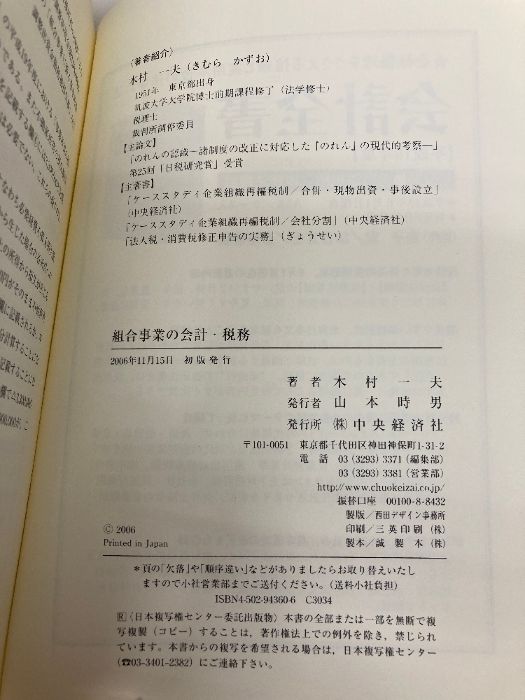 〈著者紹介〉
木村 一夫（きむら かずお）
1951年 東京都出身
筑波大学大学院博士前期課程修了（法学修士）
税理士
裁判所調停委員
【主論文】
「のれんの認識－諸制度の改正に対応した『のれん』の現代的考察－」
第25回「日税研究賞」受賞
【主著書】
『ケーススタディ企業組織再編税制／合併・現物出資・事後設立』
（中央経済社）
『ケーススタディ企業組織再編税制／会社分割』（中央経済社）
『法人税・消費税修正申告の実務』（ぎょうせい）
組合事業の会計・税務
2006年11月15日 初版発行
著者 木村一夫
発行者 山本時男
発行所 ㈱中央経済社
〒101-0051 東京都千代田区神田神保町1-31-2
電話 03 (3293) 3371（編集部）
03 (3293) 3381（営業部）
http://www.chuokeizai.co.jp/
振替口座 00100-8-8432
製版／西田デザイン事務所
印刷／三英印刷㈱
製本／誠製本㈱
© 2006
Printed in Japan
＊頁の「欠落」や「順序違い」などがありましたらお取り替えいたし
ますので小社営業部までご送付ください。（送料小社負担）
ISBN4-502-94360-6 C3034
Ⓡ〈日本複写権センター委託出版物〉本書の全部または一部を無断で複
写複製（コピー）することは，著作権法上での例外を除き，禁じられ
ています。本書からの複写を希望される場合は，日本複写権センター
（☎03-3401-2382）にご連絡下さい。